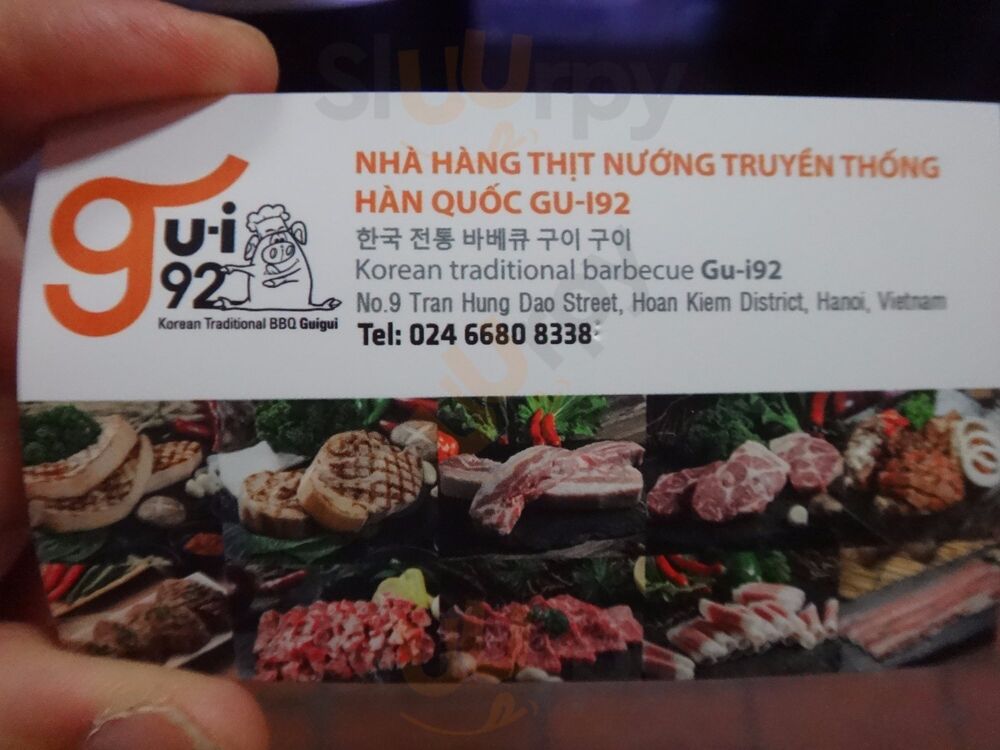 Sluurpy
gu-i
92
Korean Traditional BBQ Guigui
NHÀ HÀNG THỊT NƯỚNG TRUYỀN THỐNG
HÀN QUỐC GU-I92
한국 전통 바베큐 구이 구이
Korean traditional barbecue Gu-i92
No.9 Tran Hung Dao Street, Hoan Kiem District, Hanoi, Vietnam
Tel: 024 6680 8338